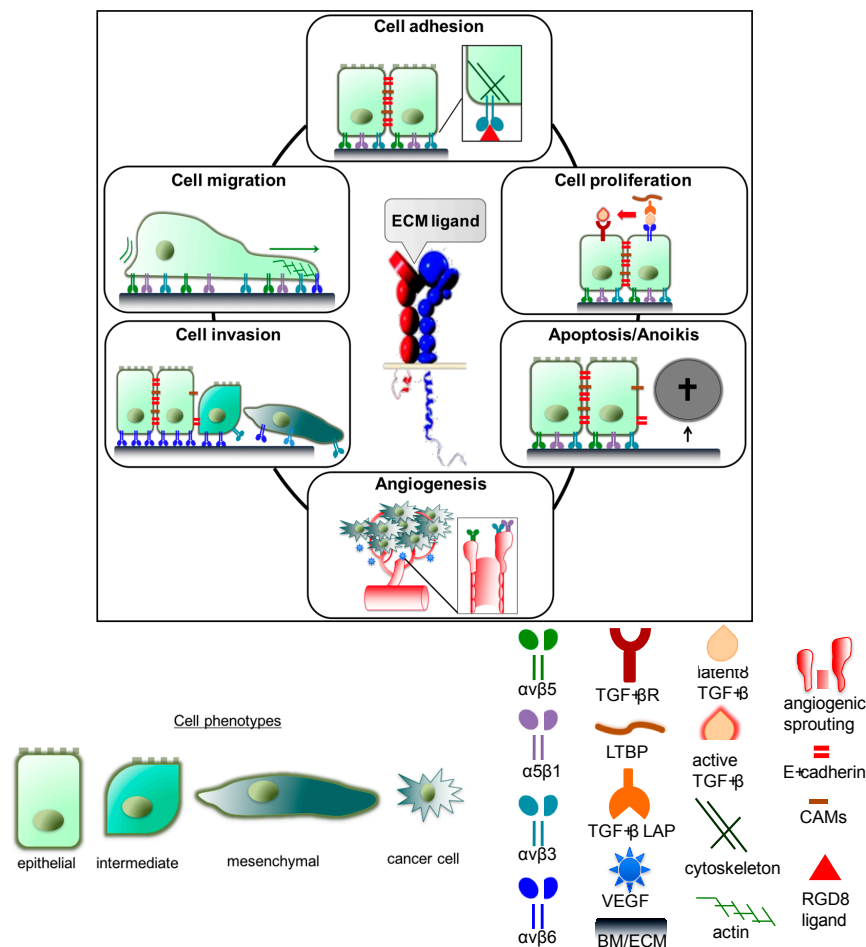 Cell adhesion
Cell migration
Cell proliferation
ECM ligand
Cell invasion
Apoptosis/Anoikis
Angiogenesis
Cell phenotypes
epithelial
intermediate
mesenchymal
cancer cell
αvβ5
α5β1
αvβ3
αvβ6
TGF+βR
LTBP
TGF+β LAP
VEGF
BM/ECM
latent8
TGF+β
active
TGF+β
cytoskeleton
actin
angiogenic
sprouting
E+cadherin
CAMs
RGD8
ligand